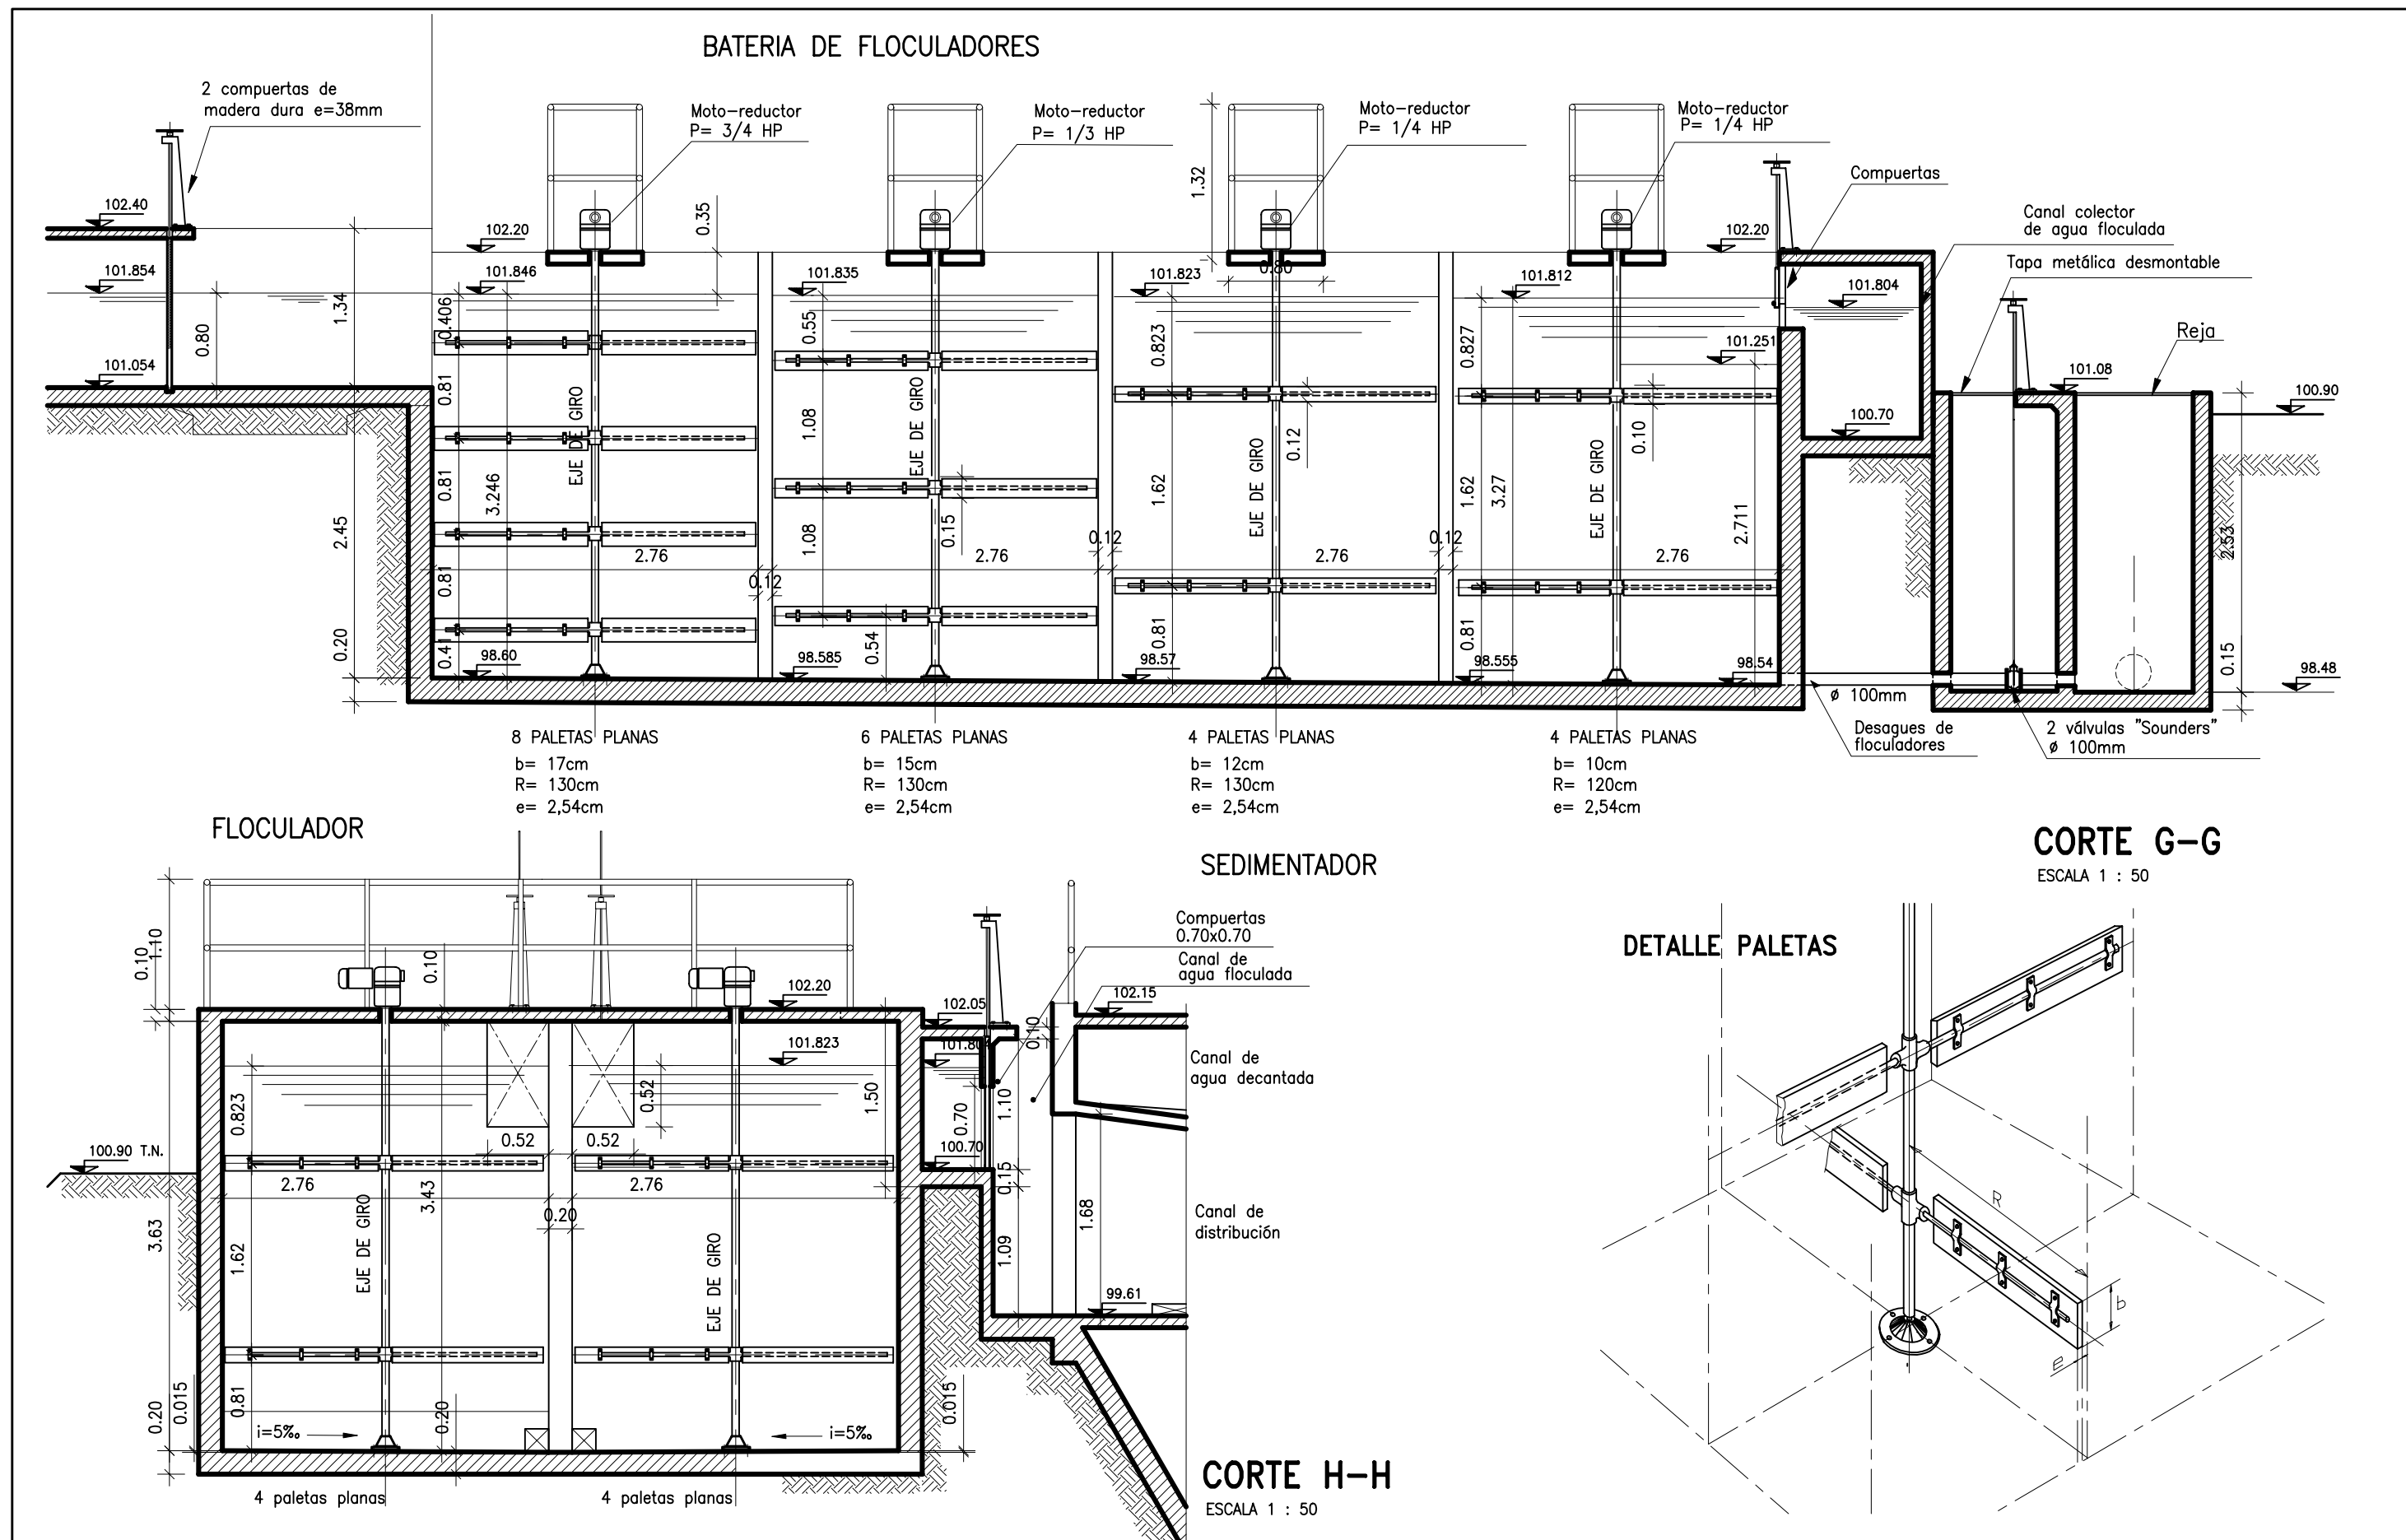 BATERIA DE FLOCULADORES
2 compuertas de
madera dura e=38mm
Moto-reductor
P= 3/4 HP
Moto-reductor
P= 1/3 HP
Moto-reductor
P= 1/4 HP
Moto-reductor
P= 1/4 HP
Compuertas
Canal colector
de agua floculada
Tapa metálica desmontable
Reja
102.40
101.854
101.054
0.80
1.34
2.45
0.20
102.20
101.846
0.35
0.406
0.81
0.81
0.81
0.41
3.246
EJE DE GIRO
2.76
0.12
98.60
101.835
0.55
1.08
1.08
0.54
0.15
EJE DE GIRO
2.76
0.12
98.585
1.32
0.80
101.823
0.823
1.62
0.81
0.12
EJE DE GIRO
2.76
0.12
98.57
102.20
101.812
101.251
0.827
1.62
0.81
3.27
0.10
2.711
EJE DE GIRO
2.76
98.555
98.54
101.804
100.70
101.08
100.90
2.53
0.15
98.48
ø 100mm
Desagues de
floculadores
2 válvulas "Sounders"
ø 100mm
8 PALETAS PLANAS
b= 17cm
R= 130cm
e= 2,54cm
6 PALETAS PLANAS
b= 15cm
R= 130cm
e= 2,54cm
4 PALETAS PLANAS
b= 12cm
R= 130cm
e= 2,54cm
4 PALETAS PLANAS
b= 10cm
R= 120cm
e= 2,54cm
CORTE G-G
ESCALA 1 : 50
FLOCULADOR
SEDIMENTADOR
Compuertas
0.70x0.70
Canal de
agua floculada
0.10
1.10
0.10
102.20
102.05
102.15
0.10
101.804
101.823
0.823
0.52
1.50
0.70
1.10
Canal de
agua decantada
100.90 T.N.
0.52
0.52
100.70
0.15
2.76
2.76
0.20
3.43
3.63
1.62
EJE DE GIRO
EJE DE GIRO
1.68
1.09
Canal de
distribución
99.61
0.81
0.20
0.015
0.20
0.015
i=5‰
i=5‰
4 paletas planas
4 paletas planas
CORTE H-H
ESCALA 1 : 50
DETALLE PALETAS
R
b
e